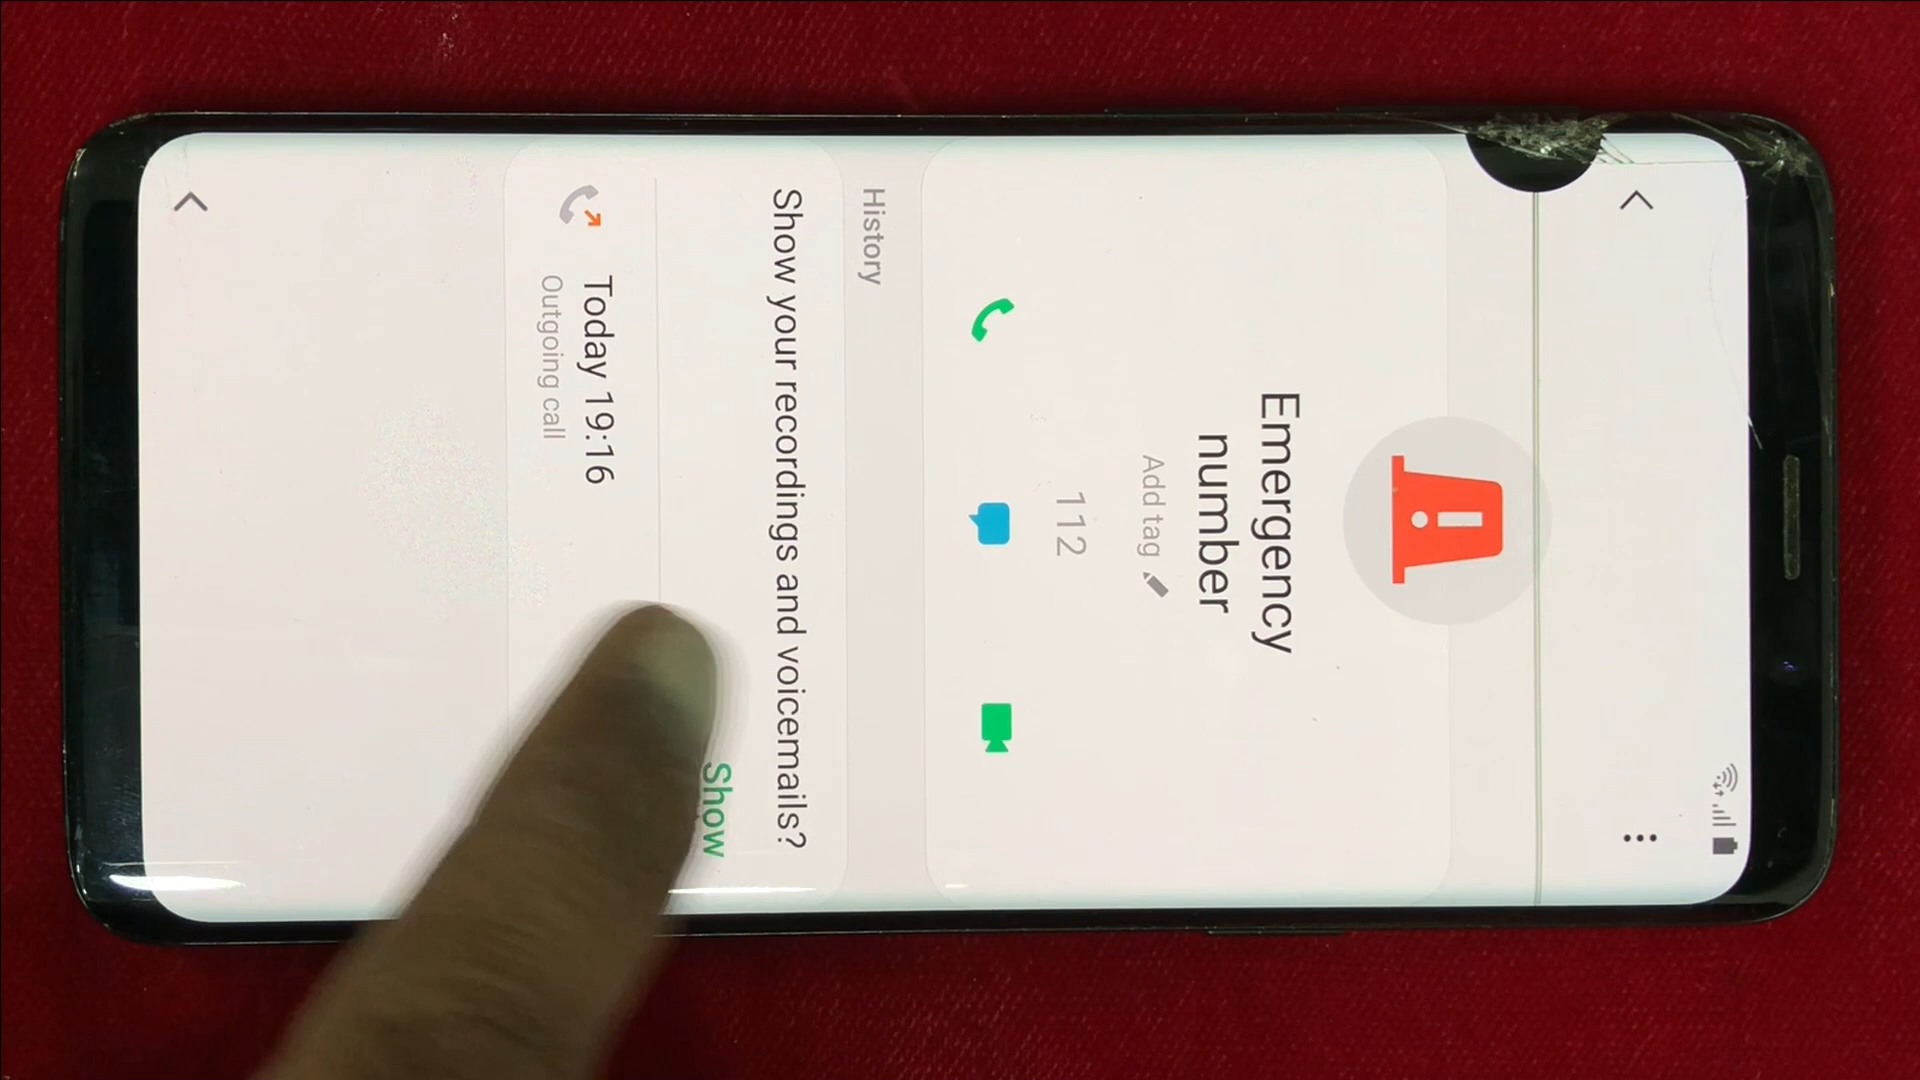 Emergency
number
Add tag
112
History
Show your recordings and voicemails?
Show
Today 19:16
Outgoing call